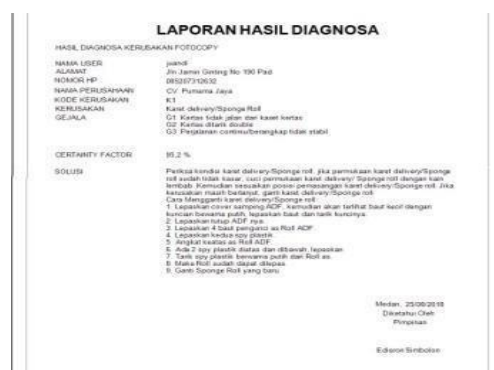 LAPORAN HASIL DIAGNOSA
HASIL DIAGNOSA KERUSAKAN FOTOCOPY
NAMA USER juandi
ALAMAT Jln Jamin Ginting No 190 Pad
NOMOR HP 085207312632
NAMA PERUSAHAAN CV. Purnama Jaya
KODE KERUSAKAN K1
KERUSAKAN Karet delivery/Sponge Roll
GEJALA G1 Kertas tidak jalan dari kaset kertas
G2 Kertas ditarik double
G3 Perjalanan continu/berangkap tidak stabil
CERTAINTY FACTOR 95,2 %
SOLUSI Periksa kondisi karet delivery/Sponge roll, jika permukaan karet delivery/Sponge
roll sudah tidak kasar, cuci permukaan karet delivery/ Sponge roll dengan kain
lembab. Kemudian sesuaikan posisi pemasangan karet delivery/Sponge roll. Jika
kerusakan masih berlanjut, ganti karet delivery/Sponge roll
Cara Mengganti karet delivery/Sponge roll:
1. Lepaskan cover samping ADF, kemudian akan terlihat baut kecil dengan
kuncian bewarna putih, lepaskan baut dan tarik kuncinya.
2. Lepaskan tutup ADF nya
3. Lepaskan 4 baut pengunci as Roll ADF
4. Lepaskan kedua spy plastik
5. Angkat keatas as Roll ADF
6. Ada 2 spy plastik diatas dan dibawah, lepaskan
7. Tarik spy plastik berwarna putih dari Roll as.
8. Maka Roll sudah dapat dilepas
9. Ganti Sponge Roll yang baru
Medan, 25/08/2018
Diketahui Oleh
Pimpinan
Edison Simbolon